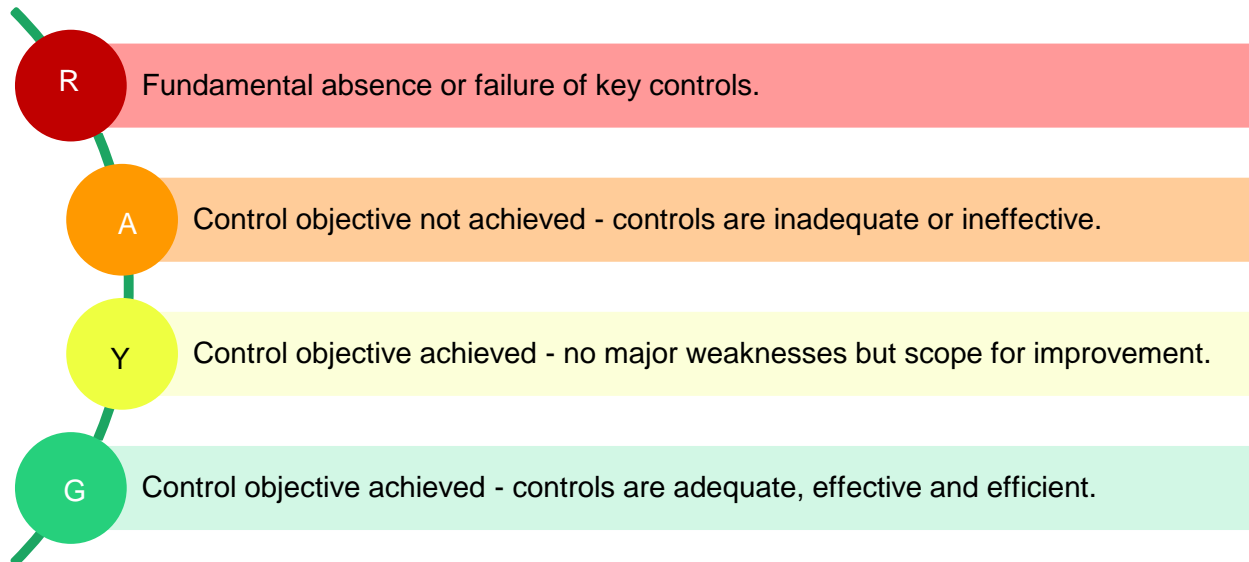 R
Fundamental absence or failure of key controls.
A
Control objective not achieved - controls are inadequate or ineffective.
Y
Control objective achieved - no major weaknesses but scope for improvement.
G
Control objective achieved - controls are adequate, effective and efficient.